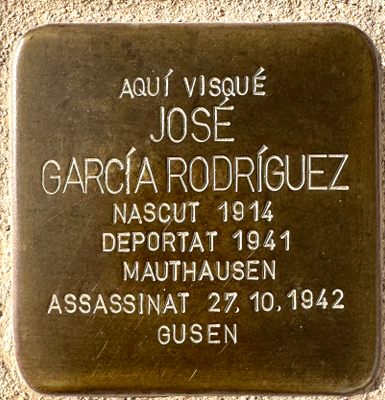 AQUÍ VISQUÉ
JOSÉ
GARCÍA RODRÍGUEZ
NASCUT 1914
DEPORTAT 1941
MAUTHAUSEN
ASSASSINAT 27.10.1942
GUSEN